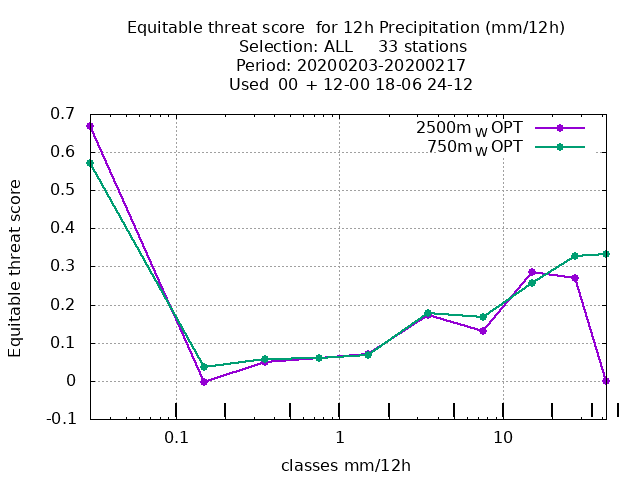 Equitable threat score  for 12h Precipitation (mm/12h)
Selection: ALL     33 stations
Period: 20200203-20200217
Used  00  + 12-00 18-06 24-12
2500m W OPT
750m W OPT
0.7
0.6
0.5
0.4
0.3
0.2
0.1
0
-0.1
Equitable threat score
0.1 1 10
classes mm/12h